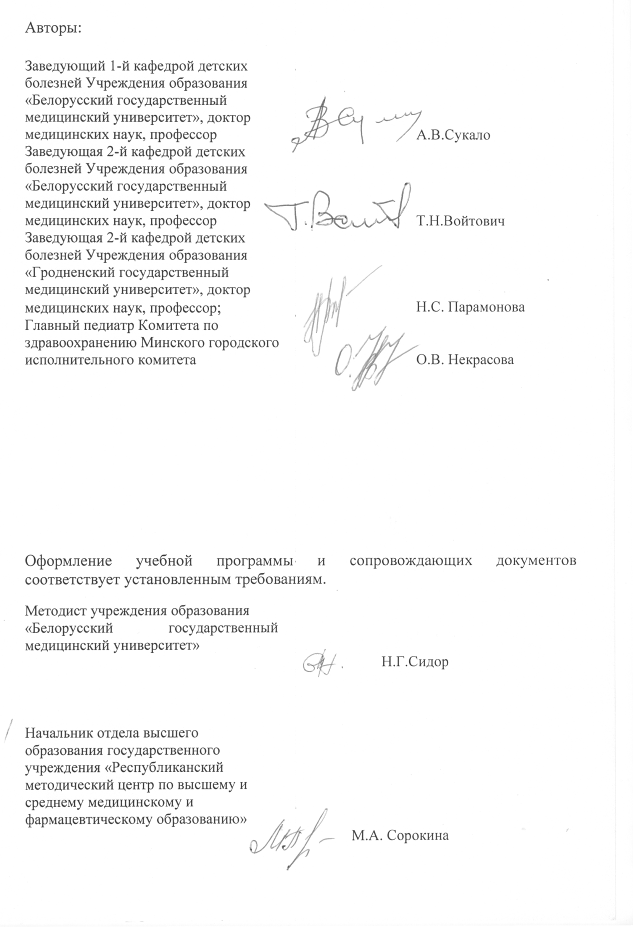 Авторы:
Заведующий 1-й кафедрой детских
болезней Учреждения образования
«Белорусский государственный
медицинский университет», доктор
медицинских наук, профессор
А.В.Сукало
Заведующая 2-й кафедрой детских
болезней Учреждения образования
«Белорусский государственный
медицинский университет», доктор
медицинских наук, профессор
Т.Н.Войтович
Заведующая 2-й кафедрой детских
болезней Учреждения образования
«Гродненский государственный
медицинский университет», доктор
медицинских наук, профессор;
Н.С. Парамонова
Главный педиатр Комитета по
здравоохранению Минского городского
исполнительного комитета
О.В. Некрасова
Оформление учебной программы и сопровождающих документов
соответствует установленным требованиям.
Методист учреждения образования
«Белорусский государственный
медицинский университет»
Н.Г.Сидор
Начальник отдела высшего
образования государственного
учреждения «Республиканский
методический центр по высшему и
среднему медицинскому и
фармацевтическому образованию»
М.А. Сорокина